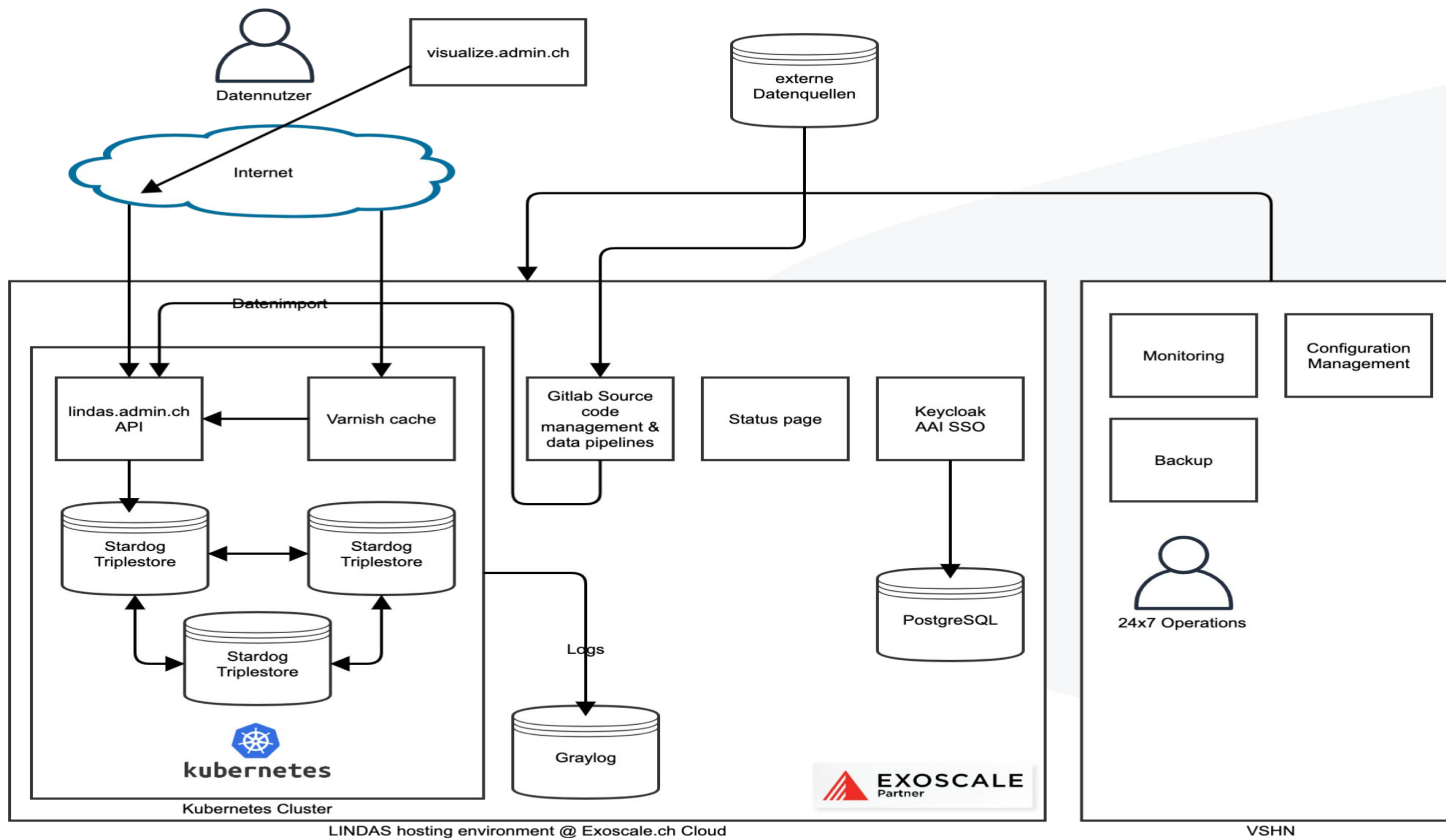 visualize.admin.ch
Datennutzer
externe
Datenquellen
Internet
Datenimport
lindas.admin.ch
API
Varnish cache
Gitlab Source
code
management &
data pipelines
Status page
Keycloak
AAI SSO
Monitoring
Configuration
Management
Backup
Stardog
Triplestore
Stardog
Triplestore
Stardog
Triplestore
PostgreSQL
24x7 Operations
Logs
Graylog
kubernetes
EXOSCALE
Partner
Kubernetes Cluster
LINDAS hosting environment @ Exoscale.ch Cloud
VSHN